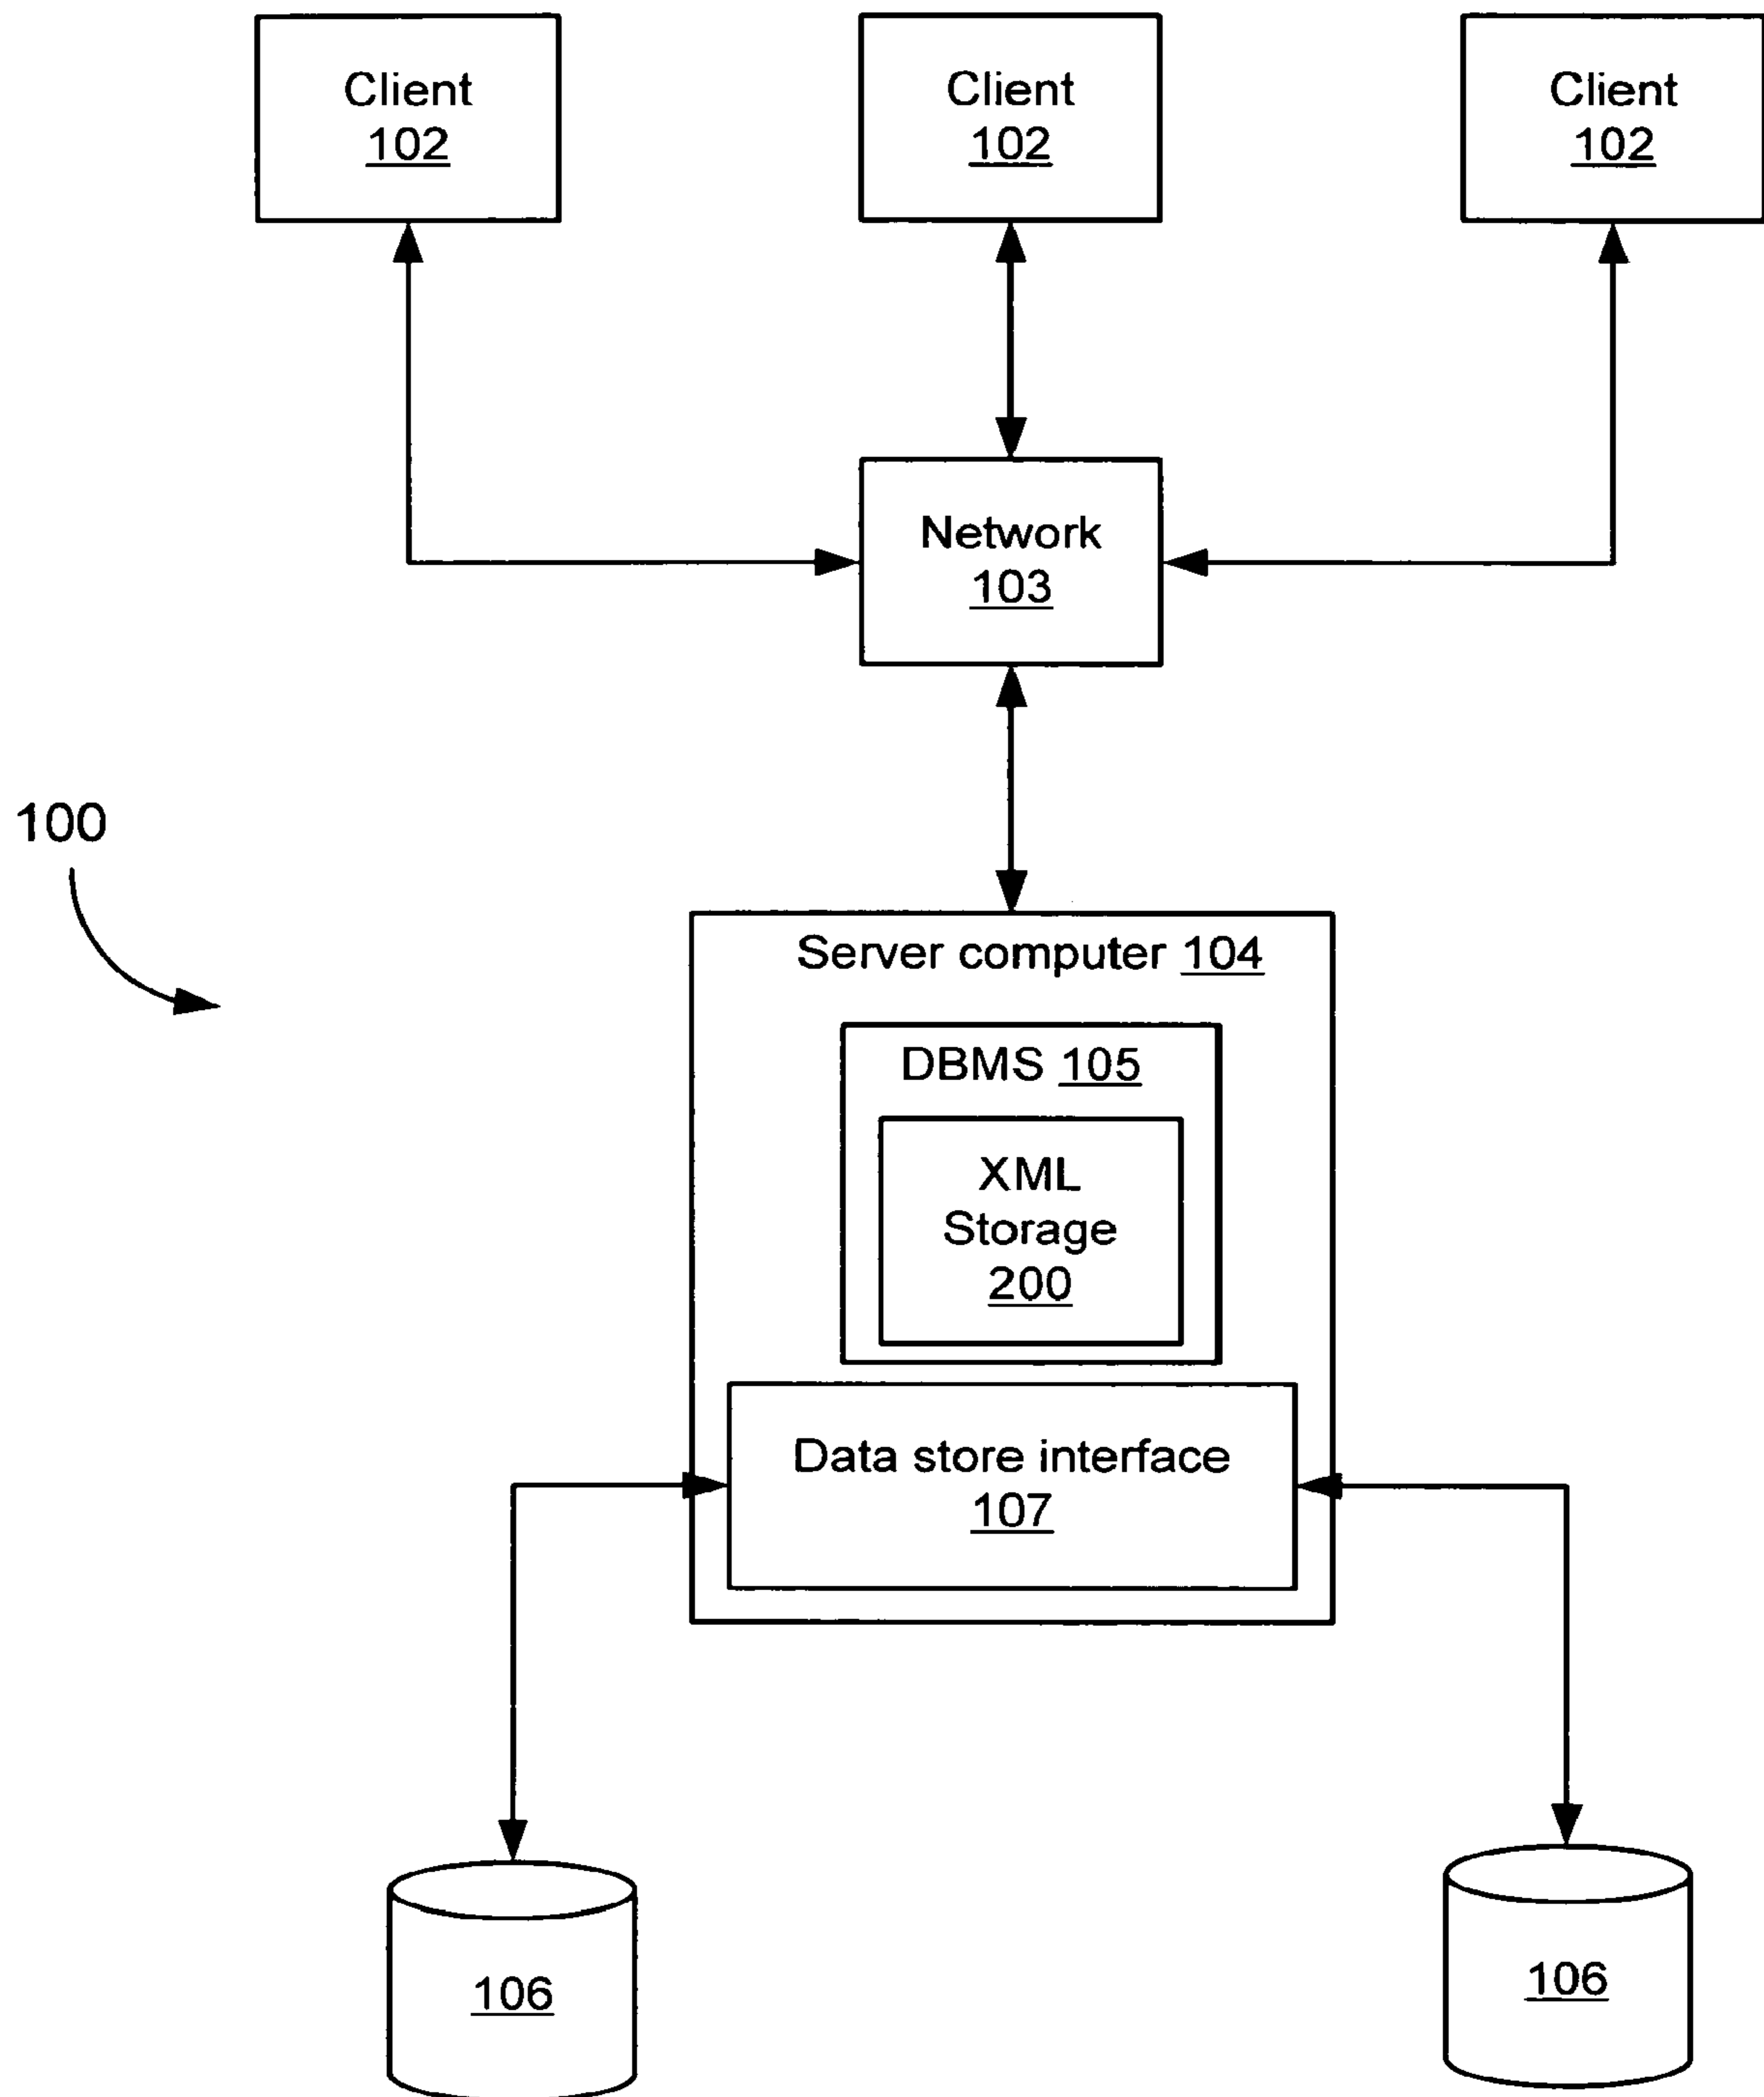 Client
102
Client
102
Client
102
Network
103
100
Server computer 104
DBMS 105
XML
Storage
200
Data store interface
107
106
106